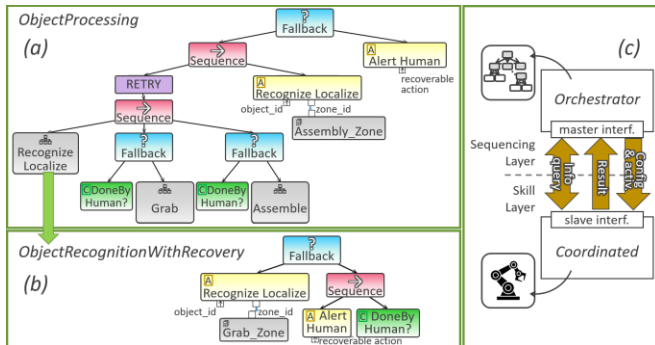 ObjectProcessing
(a)
?
Fallback
Sequence
A
Alert Human
recoverable
action
RETRY
A
Recognize Localize
object_id
zone_id
Sequence
Assembly_Zone
Recognize
Localize
?
Fallback
?
Fallback
C DoneBy
Human?
Grab
C DoneBy
Human?
Assemble
ObjectRecognitionWithRecovery
(b)
?
Fallback
A
Recognize Localize
Sequence
object_id
zone_id
Grab_Zone
A Alert
Human
C DoneBy
Human?
recoverable action
(c)
Orchestrator
master interf.
Sequencing
Layer
Skill
Layer
Info
query
Result
Config
& activ
slave interf.
Coordinated